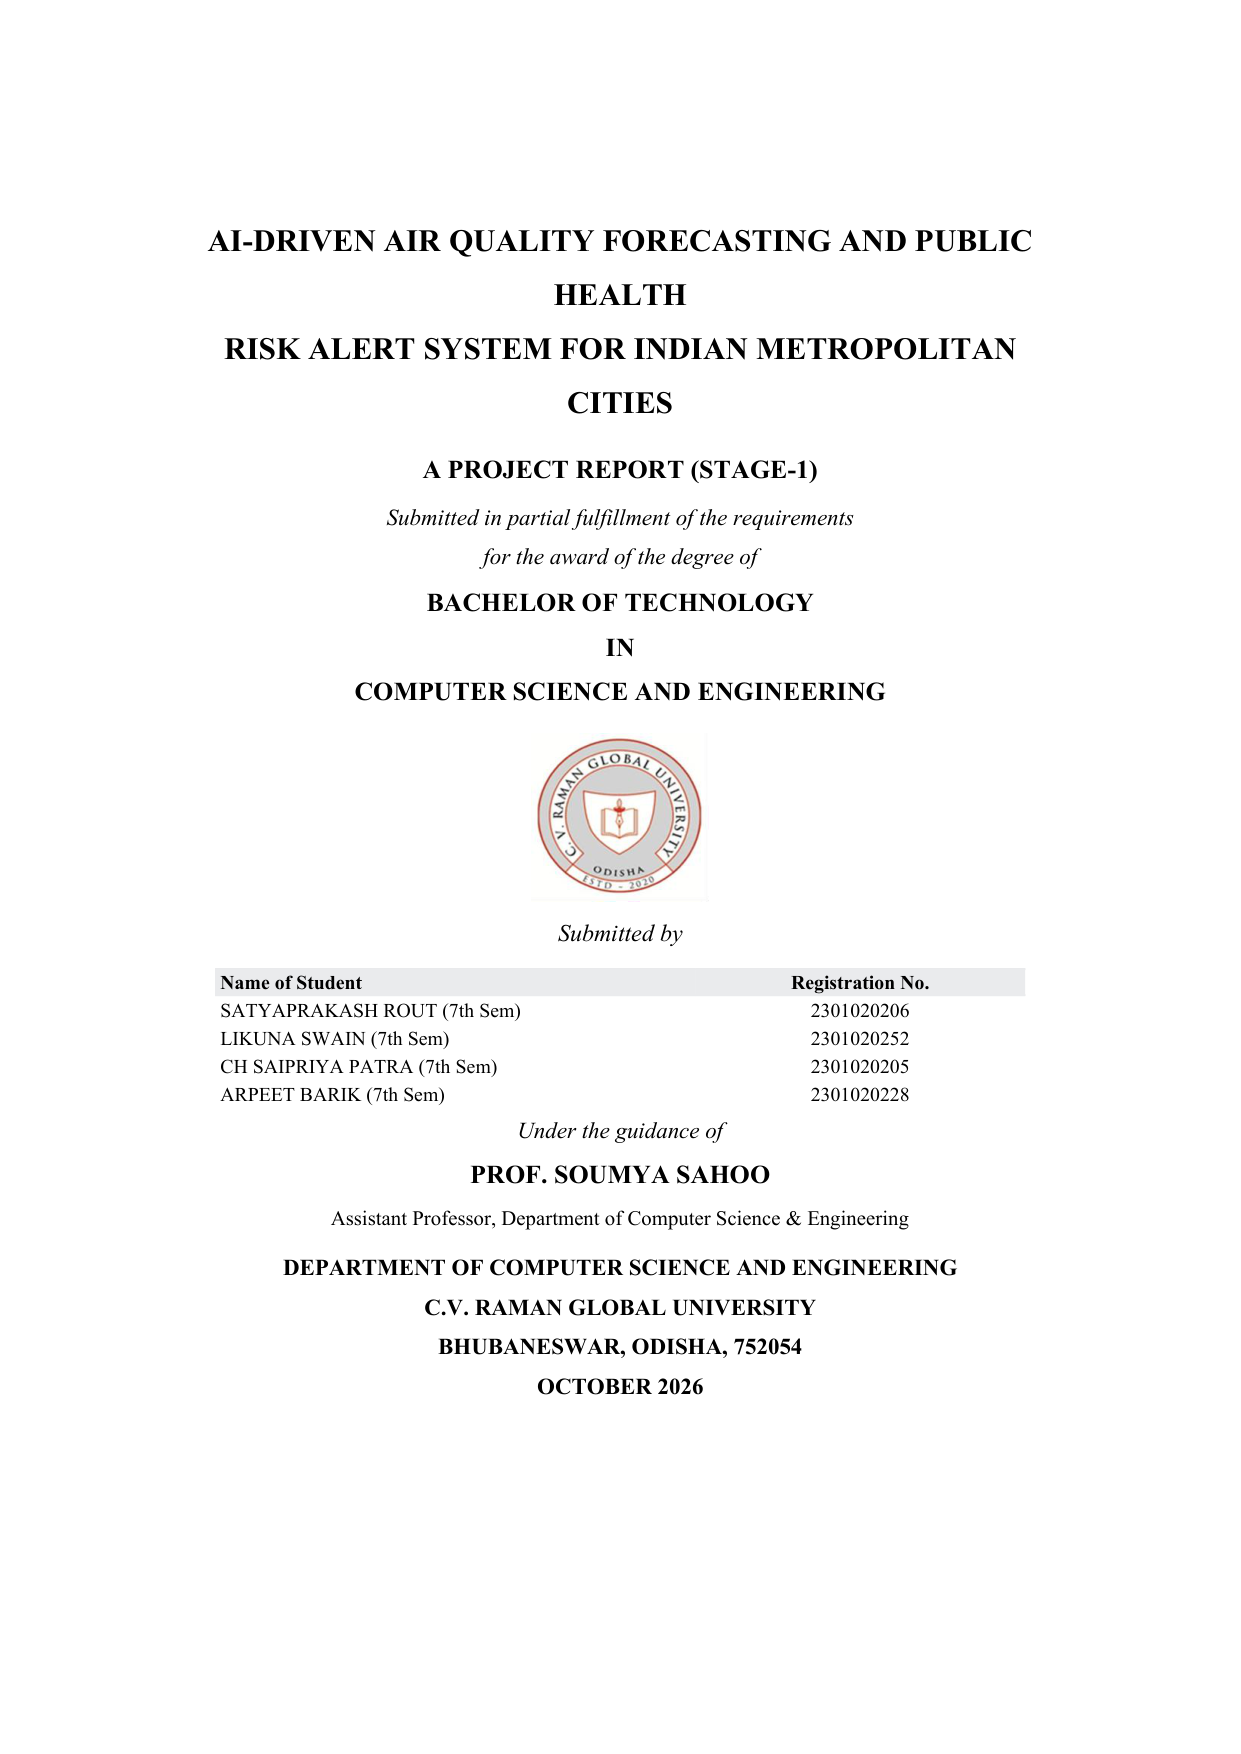 AI-DRIVEN AIR QUALITY FORECASTING AND PUBLIC
HEALTH
RISK ALERT SYSTEM FOR INDIAN METROPOLITAN
CITIES
A PROJECT REPORT (STAGE-1)
Submitted in partial fulfillment of the requirements
for the award of the degree of
BACHELOR OF TECHNOLOGY
IN
COMPUTER SCIENCE AND ENGINEERING
C. V. RAMAN GLOBAL UNIVERSITY
ODISHA
ESTD - 2020
Submitted by
Name of Student Registration No.
SATYAPRAKASH ROUT (7th Sem) 2301020206
LIKUNA SWAIN (7th Sem) 2301020252
CH SAIPRIYA PATRA (7th Sem) 2301020205
ARPEET BARIK (7th Sem) 2301020228
Under the guidance of
PROF. SOUMYA SAHOO
Assistant Professor, Department of Computer Science & Engineering
DEPARTMENT OF COMPUTER SCIENCE AND ENGINEERING
C.V. RAMAN GLOBAL UNIVERSITY
BHUBANESWAR, ODISHA, 752054
OCTOBER 2026